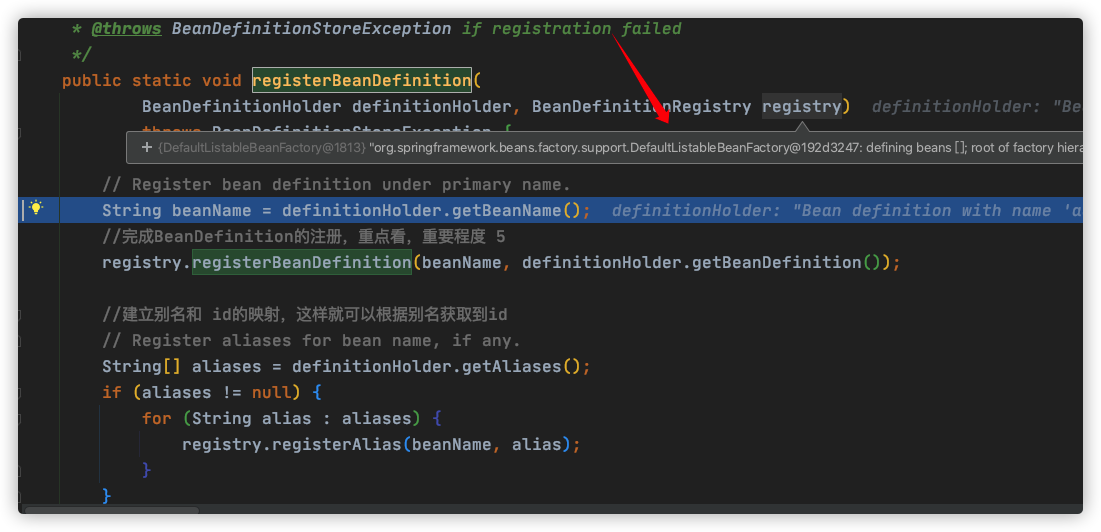 * @throws BeanDefinitionStoreException if registration failed
*/
public static void registerBeanDefinition(
BeanDefinitionHolder definitionHolder, BeanDefinitionRegistry registry) definitionHolder: "Be
throws BeanDefinitionStoreException {
+ {DefaultListableBeanFactory@1813} "org.springframework.beans.factory.support.DefaultListableBeanFactory@192d3247: defining beans []; root of factory hiera
// Register bean definition under primary name.
String beanName = definitionHolder.getBeanName(); definitionHolder: "Bean definition with name 'a
//完成BeanDefinition的注册，重点看，重要程度 5
registry.registerBeanDefinition(beanName, definitionHolder.getBeanDefinition());
//建立别名和 id的映射，这样就可以根据别名获取到id
// Register aliases for bean name, if any.
String[] aliases = definitionHolder.getAliases();
if (aliases != null) {
for (String alias : aliases) {
registry.registerAlias(beanName, alias);
}
}